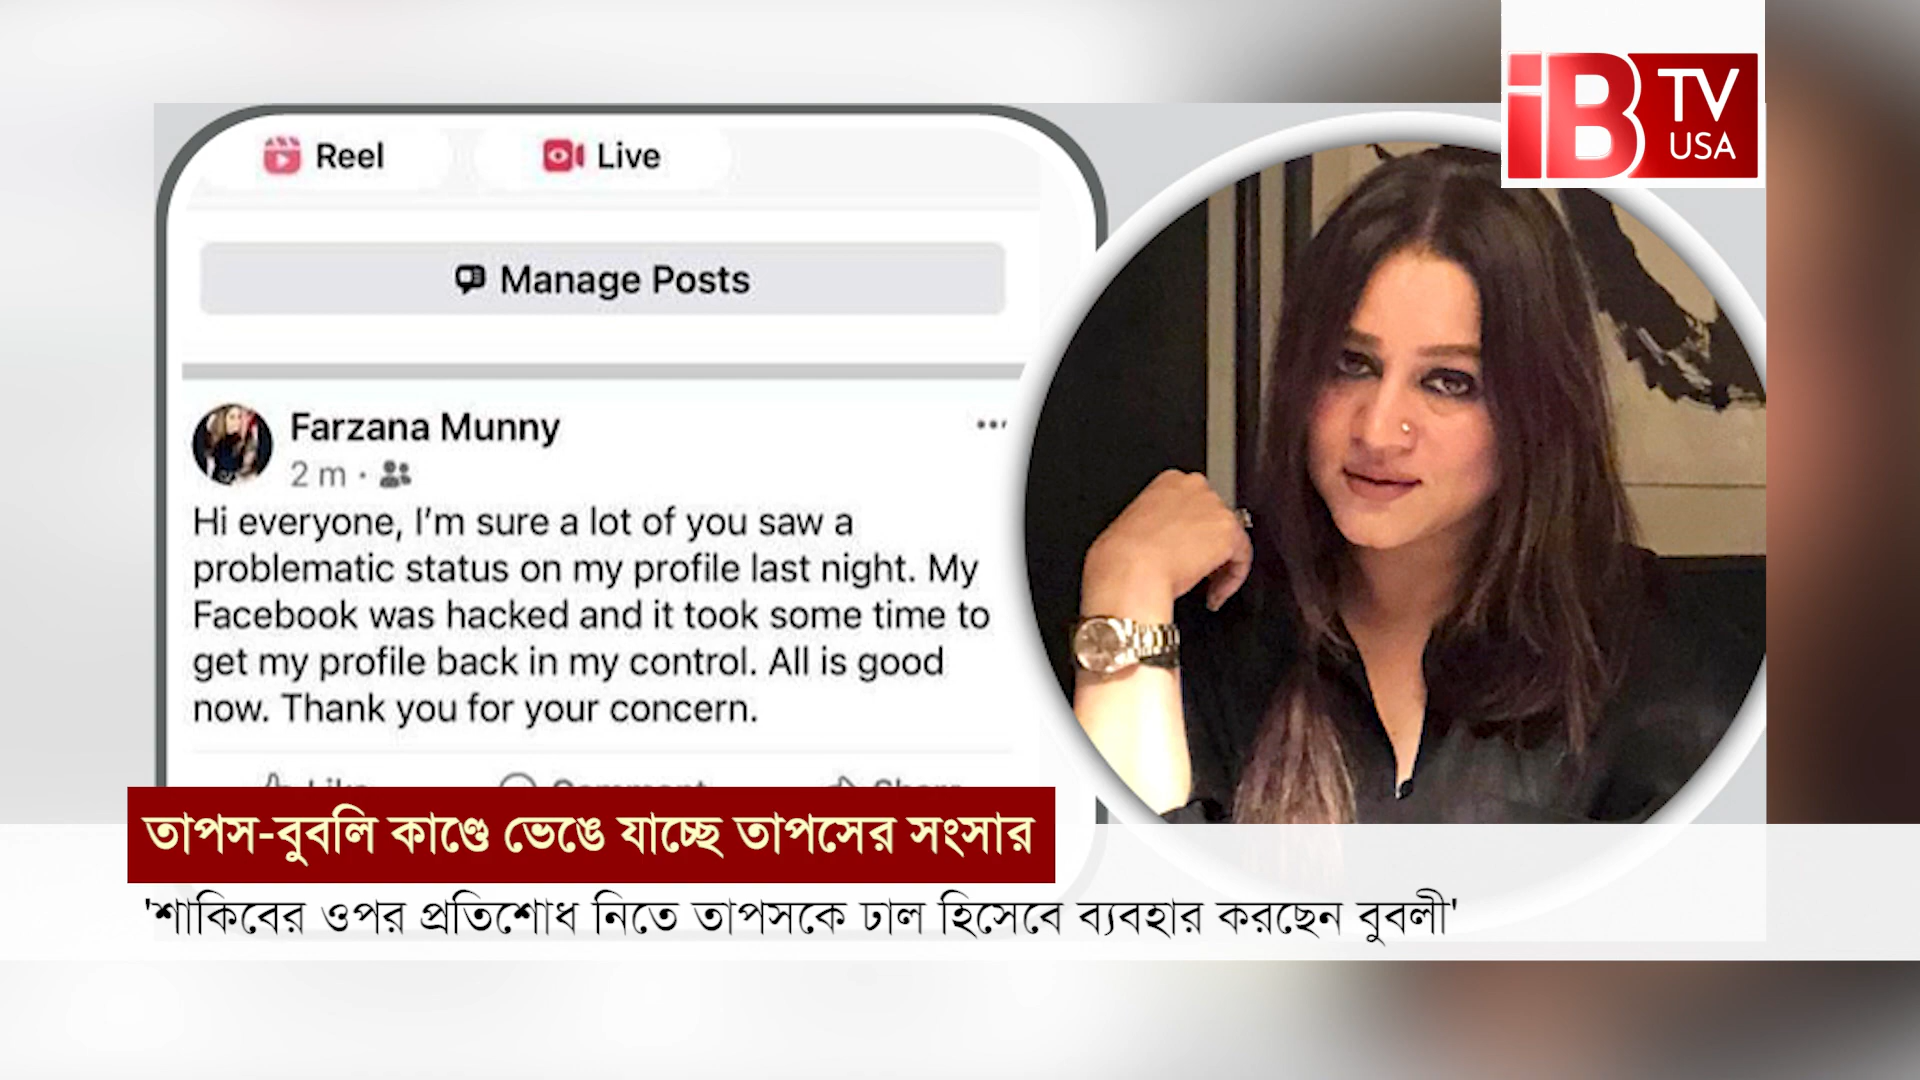 iB TV
USA
Reel Live
Manage Posts
Farzana Munny
2 m
Hi everyone, I'm sure a lot of you saw a
problematic status on my profile last night. My
Facebook was hacked and it took some time to
get my profile back in my control. All is good
now. Thank you for your concern.
Like Comment Share
তাপস-বুবলি কাণ্ডে ভেঙে যাচ্ছে তাপসের সংসার
'শাকিবের ওপর প্রতিশোধ নিতে তাপসকে ঢাল হিসেবে ব্যবহার করছেন বুবলী'